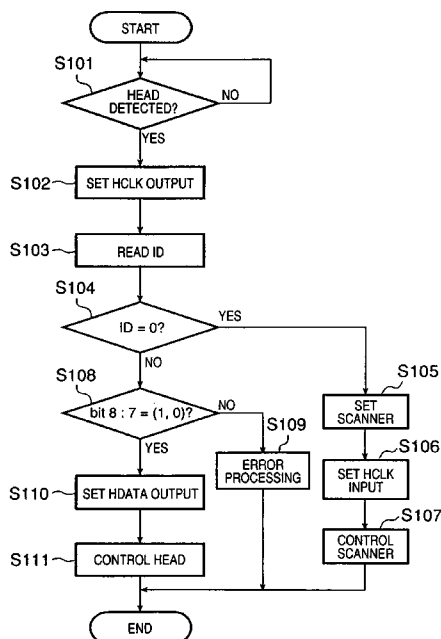 START
S101
HEAD
DETECTED?
NO
YES
S102
SET HCLK OUTPUT
S103
READ ID
S104
ID = 0?
YES
NO
S105
SET
SCANNER
S108
bit 8 : 7 = (1, 0)?
NO
YES
S109
ERROR
PROCESSING
S106
SET HCLK
INPUT
S110
SET HDATA OUTPUT
S107
CONTROL
SCANNER
S111
CONTROL HEAD
END